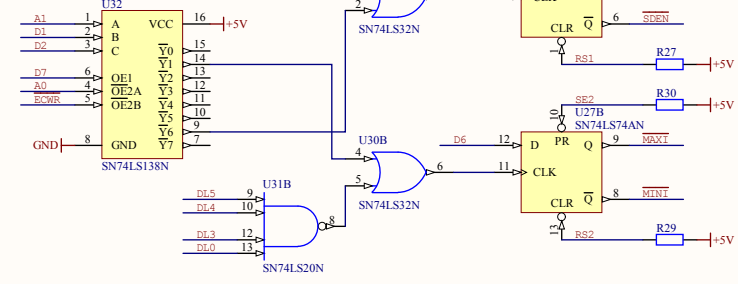 U32
A1 1 A VCC 16 +5V
D1 2 B
D2 3 C
Y0 15
Y1 14
D7 6 OE1 Y2 13
A0 4 OE2A Y3 12
ECWR 5 OE2B Y4 11
Y5 10
Y6 9
GND 8 GND Y7 7
SN74LS138N
2
SN74LS32N
CLR Q 6 SDEN
1
RS1 R27 +5V
SE2 R30 +5V
10
U27B
SN74LS74AN
U30B
4
5
6
SN74LS32N
D6 12 D PR Q 9 MAXI
11 CLK
CLR Q 8 MINI
13
RS2 R29 +5V
U31B
DL5 9
DL4 10
8
DL3 12
DL0 13
SN74LS20N